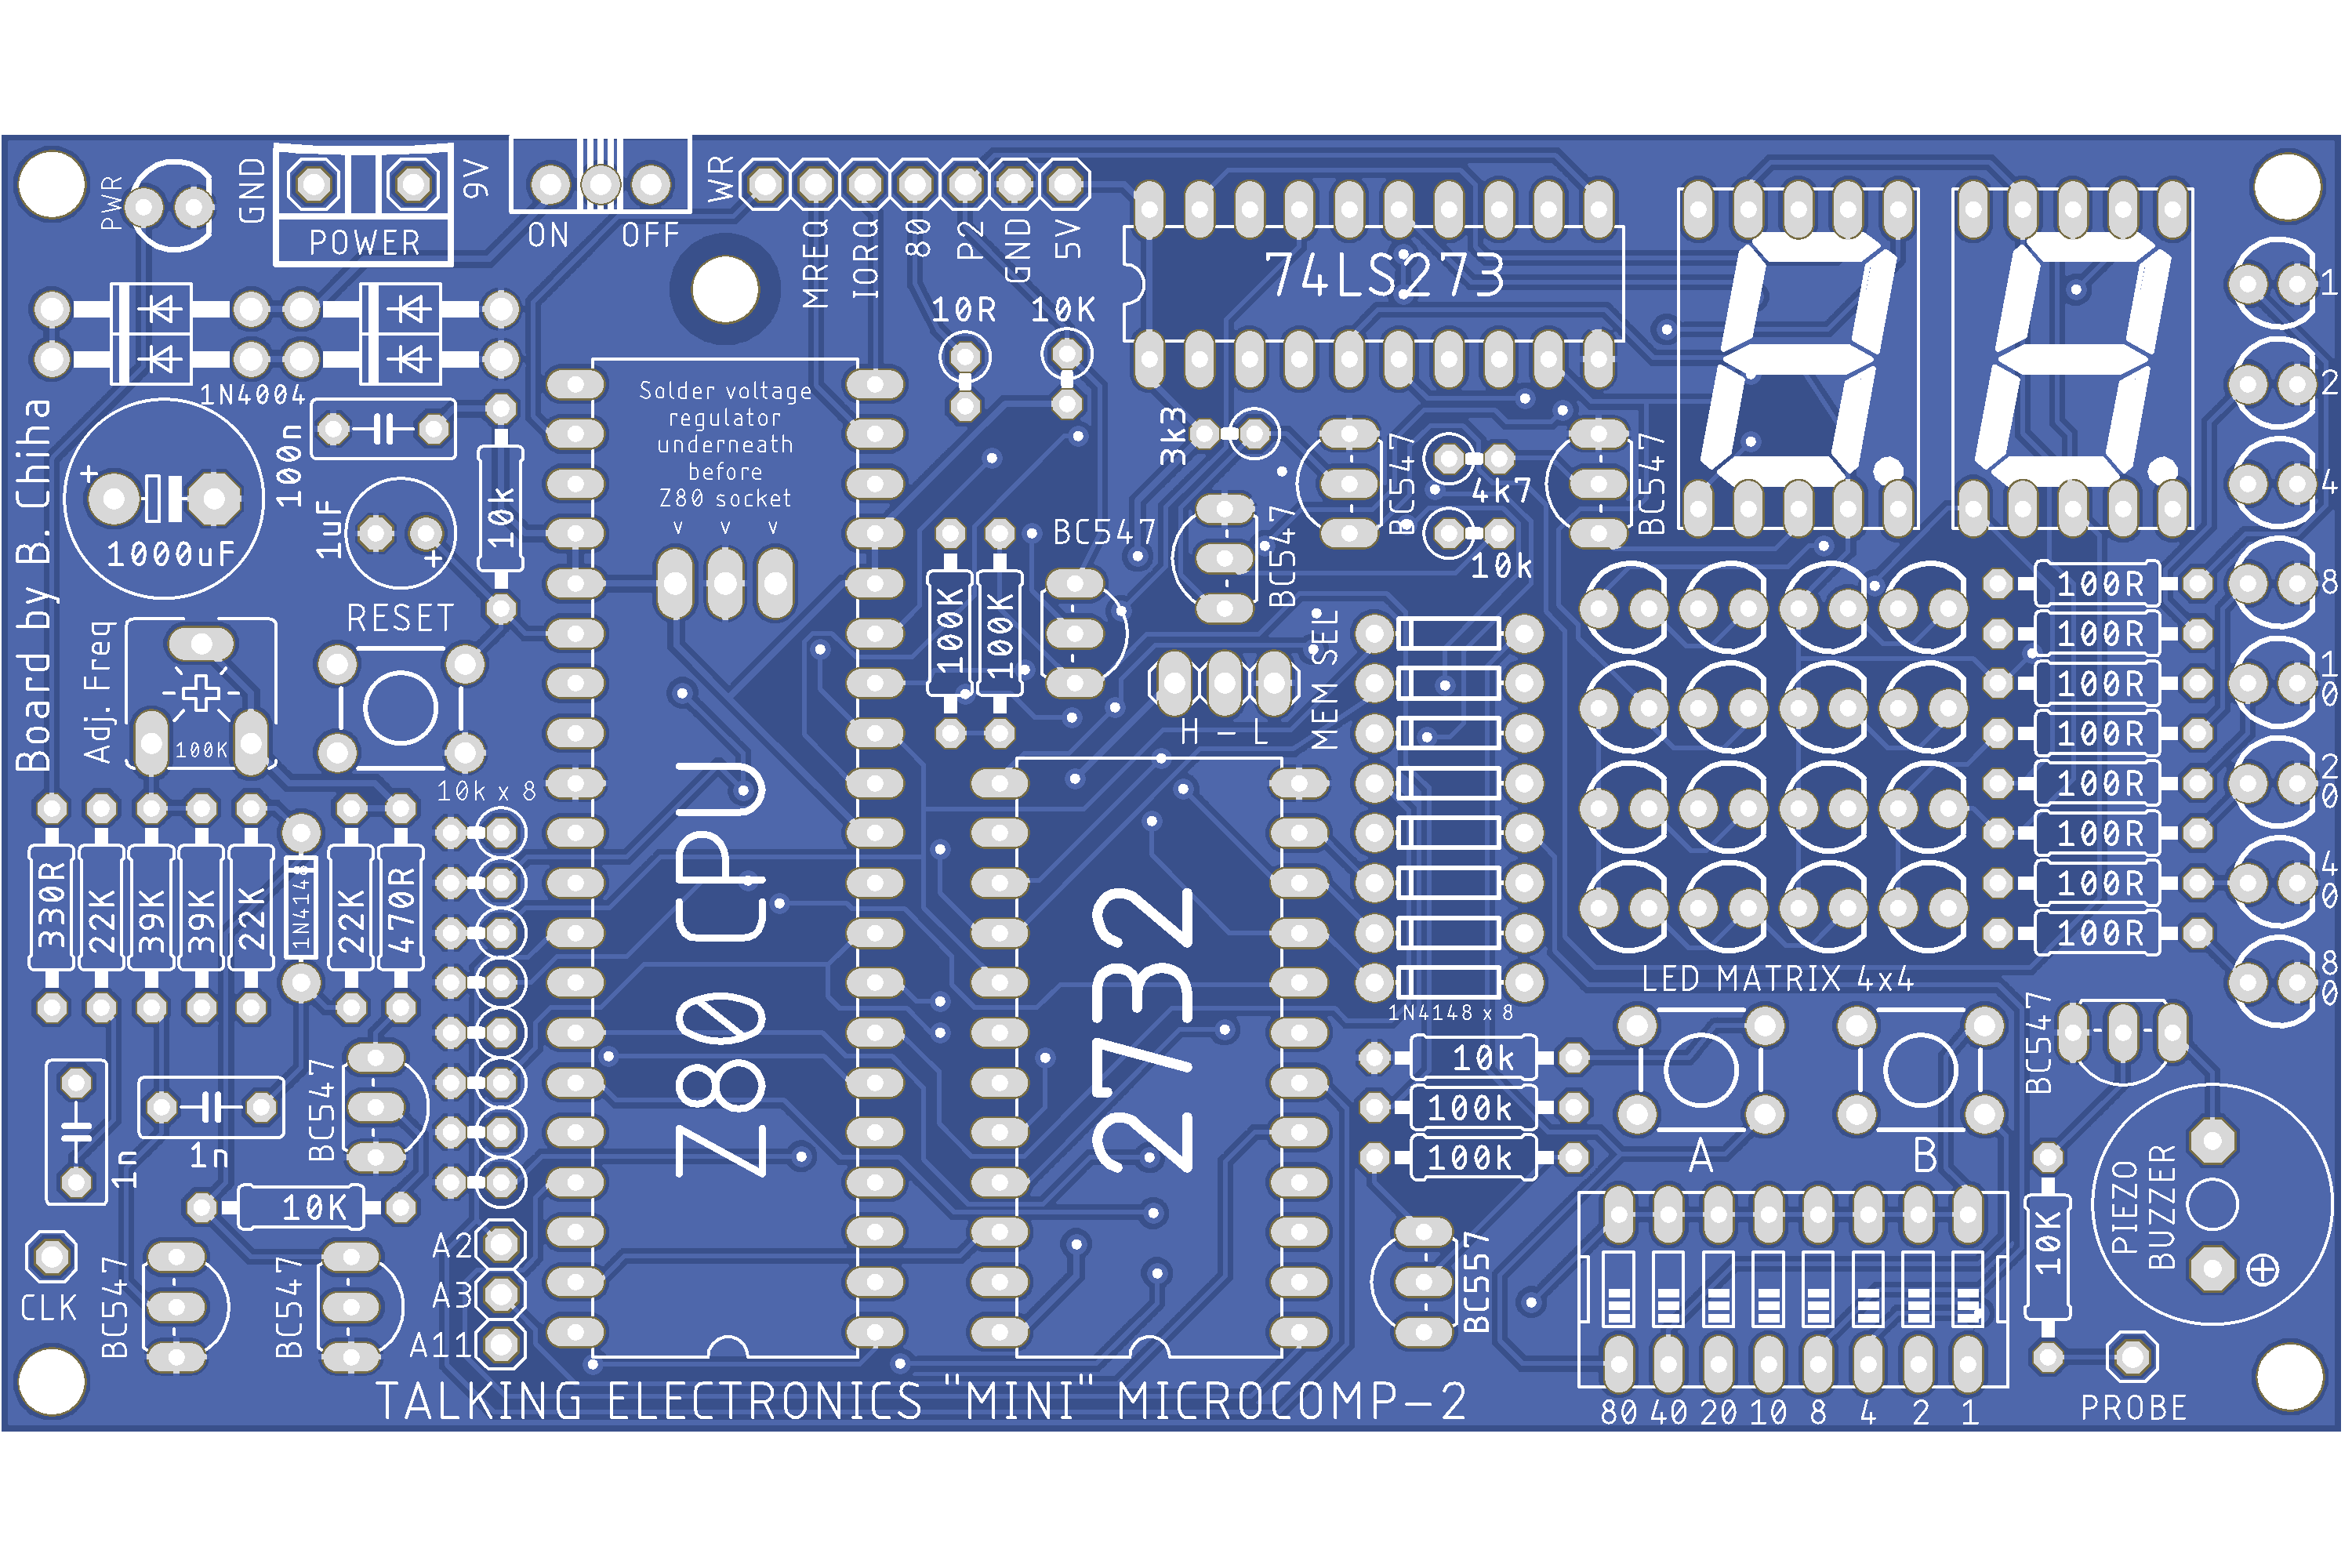 PWR
GND
9V
POWER
ON
OFF
WR
MREQ
IORQ
80
P2
GND
5V
10R
10K
74LS273
1
2
4
8
10
20
40
80
1N4004
100n
+
1000uF
1uF
+
10k
RESET
Board by B. Chiha
Adj. Freq
100K
Solder voltage
regulator
underneath
before
Z80 socket
v v v
Z80 CPU
3k3
BC547
4k7
BC547
10k
BC547
BC547
100K
100K
H - L
MEM SEL
2732
1N4148 x 8
100R
100R
100R
100R
100R
100R
100R
100R
LED MATRIX 4x4
10k x 8
330R
22K
39K
39K
22K
1N4148
22K
470R
1n
1n
BC547
10K
BC547
BC547
CLK
A2
A3
A11
10k
100k
100k
BC557
A
B
BC547
10K
PIEZO
BUZZER
+
PROBE
80 40 20 10 8 4 2 1
TALKING ELECTRONICS "MINI" MICROCOMP-2